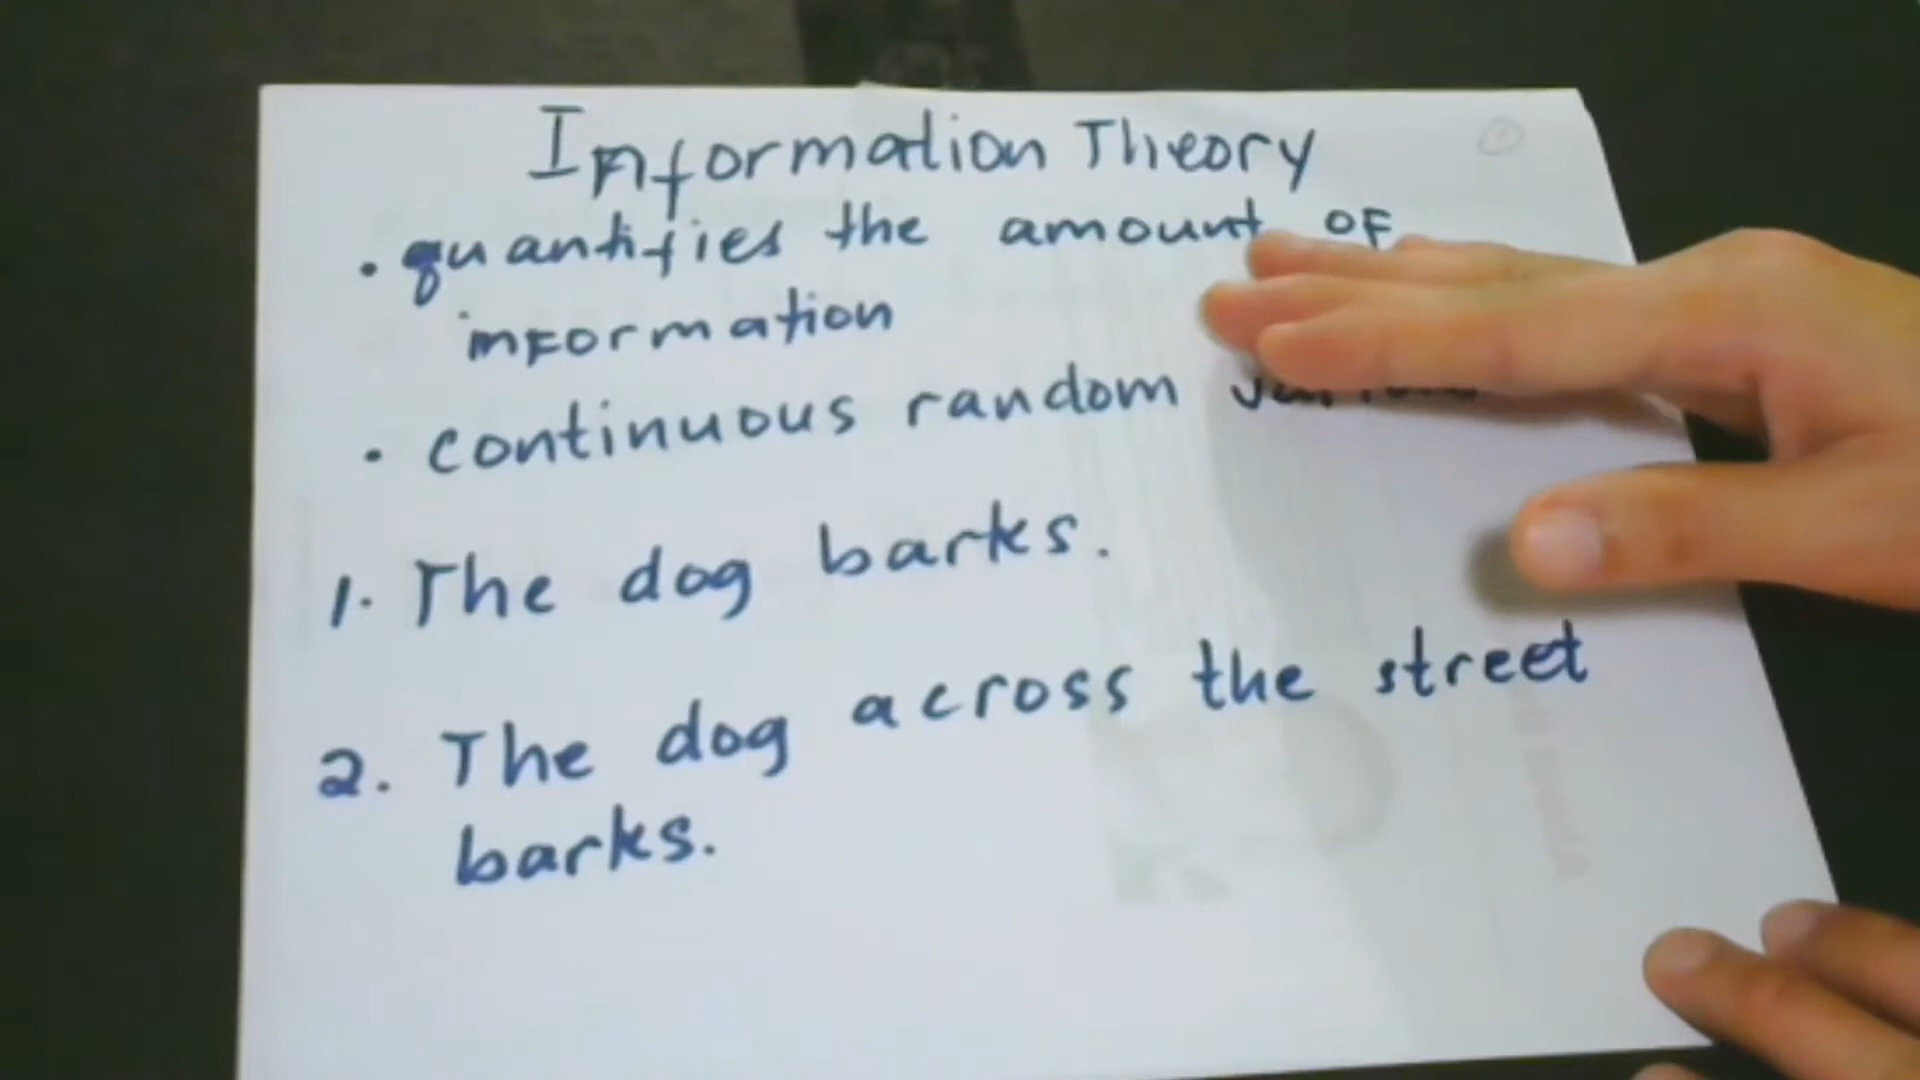 Information Theory
• quantifies the amount of
information
• continuous random
1. The dog barks.
2. The dog across the street
barks.